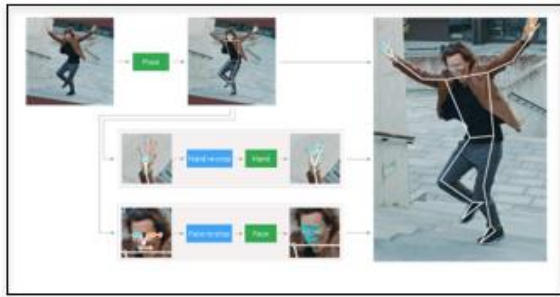 Pose
Hand re-crop
Hand
Face re-crop
Face